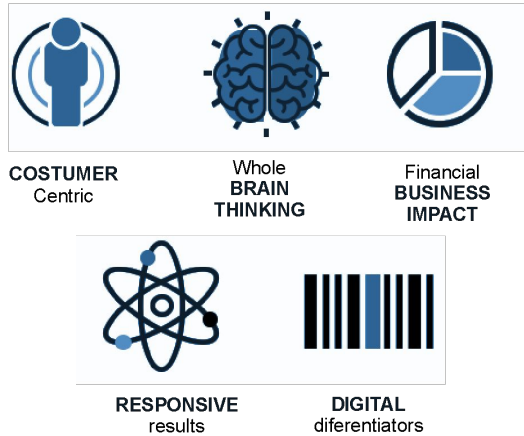 COSTUMER
Centric
Whole
BRAIN
THINKING
Financial
BUSINESS
IMPACT
RESPONSIVE
results
DIGITAL
diferentiators